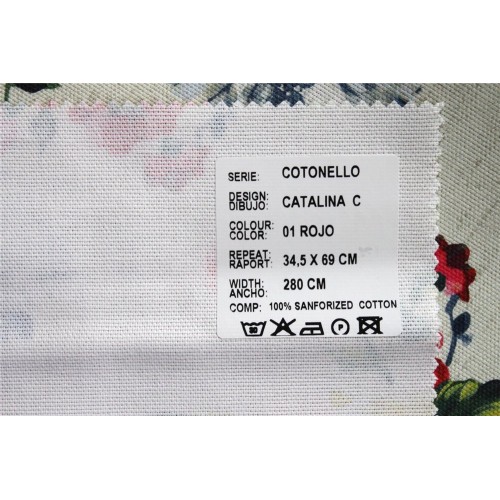 SERIE: COTONELLO
DESIGN:
DIBUJO: CATALINA C
COLOUR:
COLOR: 01 ROJO
REPEAT:
RAPORT: 34,5 X 69 CM
WIDTH:
ANCHO: 280 CM
COMP: 100% SANFORIZED COTTON